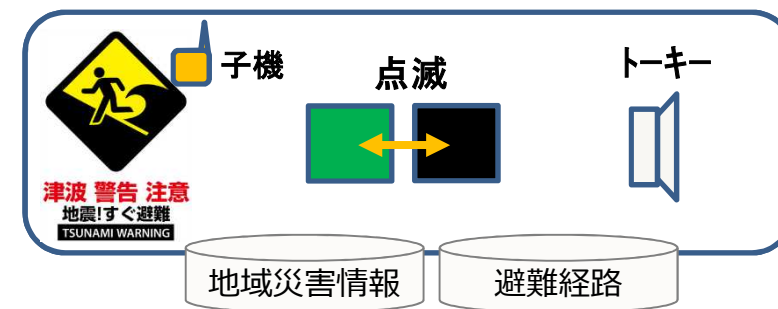 子機
点滅
トーキー
津波 警告 注意
地震!すぐ避難
TSUNAMI WARNING
地域災害情報
避難経路